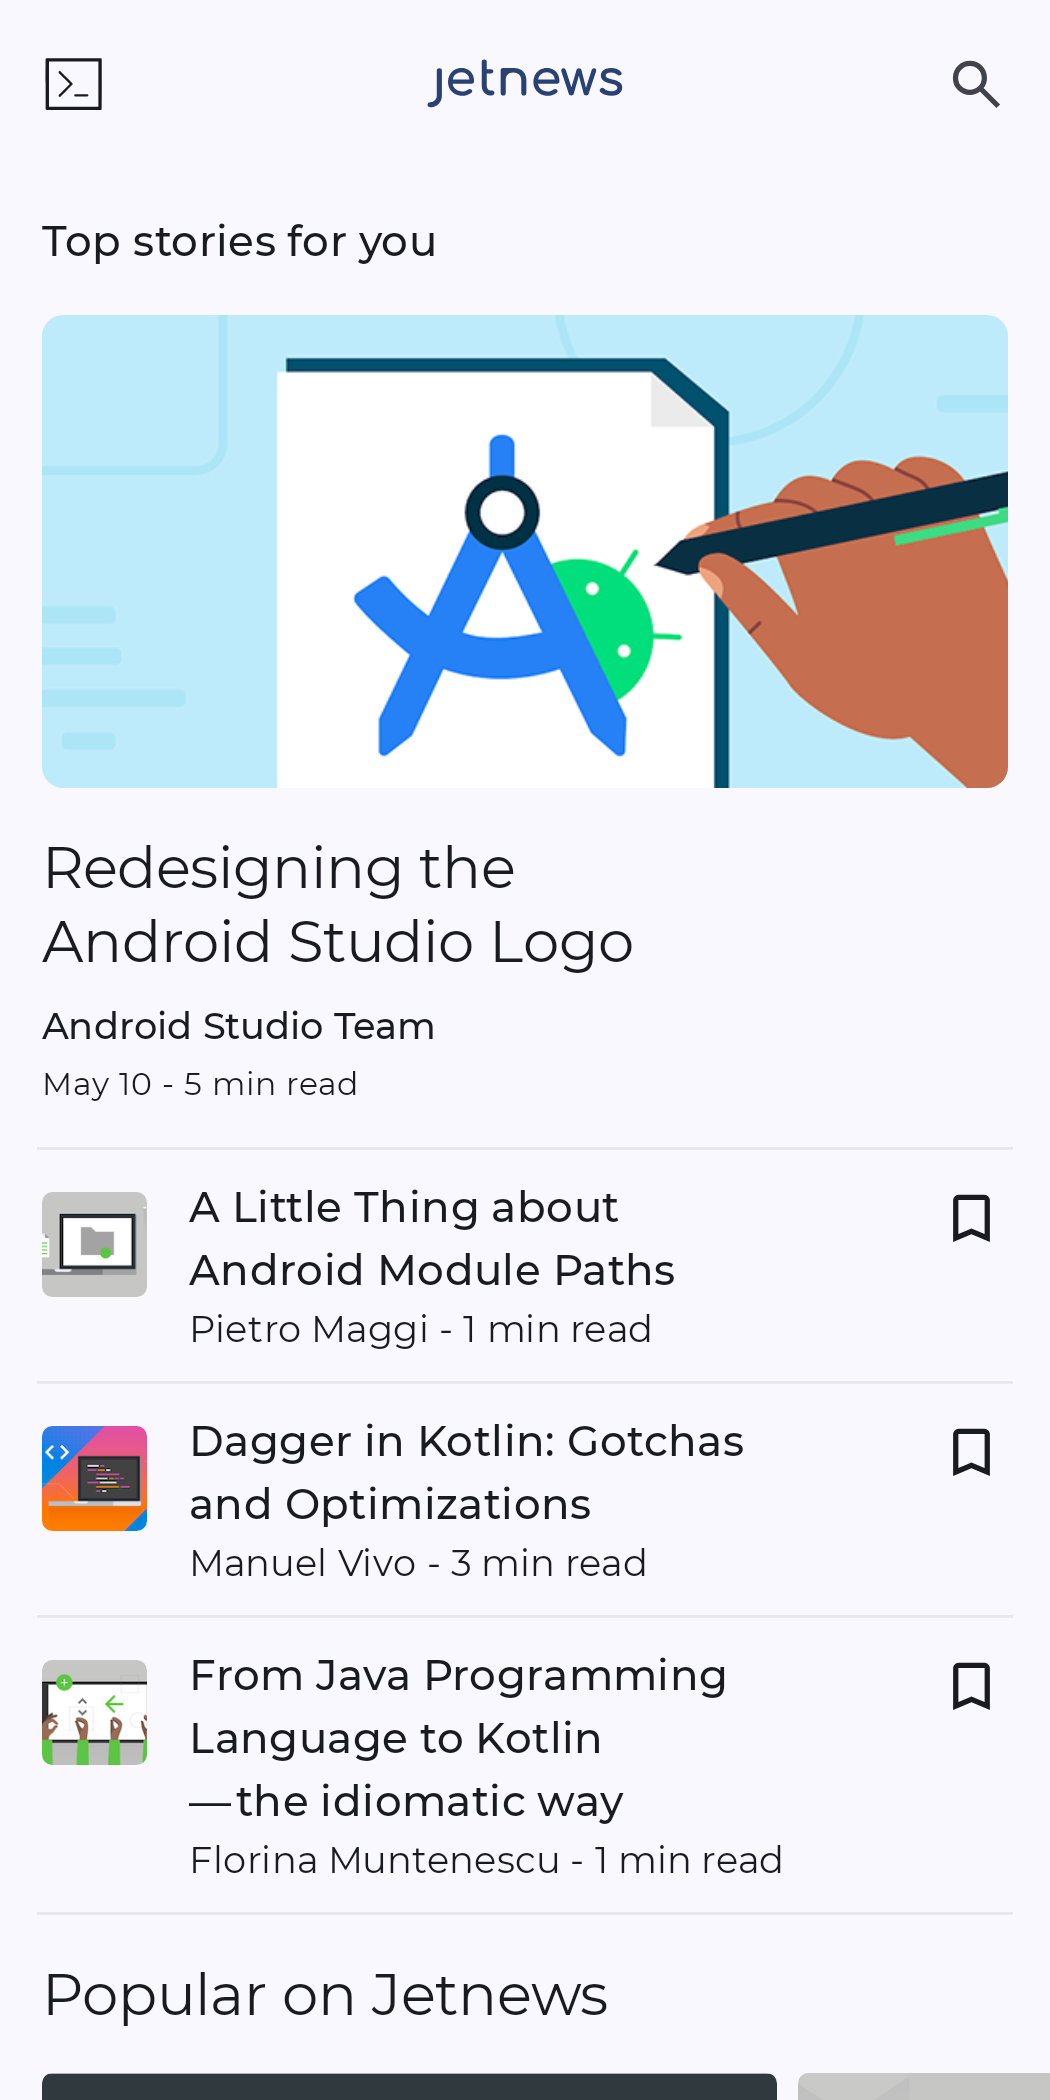 jetnews
Top stories for you
Redesigning the
Android Studio Logo
Android Studio Team
May 10 - 5 min read
A Little Thing about
Android Module Paths
Pietro Maggi - 1 min read
Dagger in Kotlin: Gotchas
and Optimizations
Manuel Vivo - 3 min read
From Java Programming
Language to Kotlin
—the idiomatic way
Florina Muntenescu - 1 min read
Popular on Jetnews